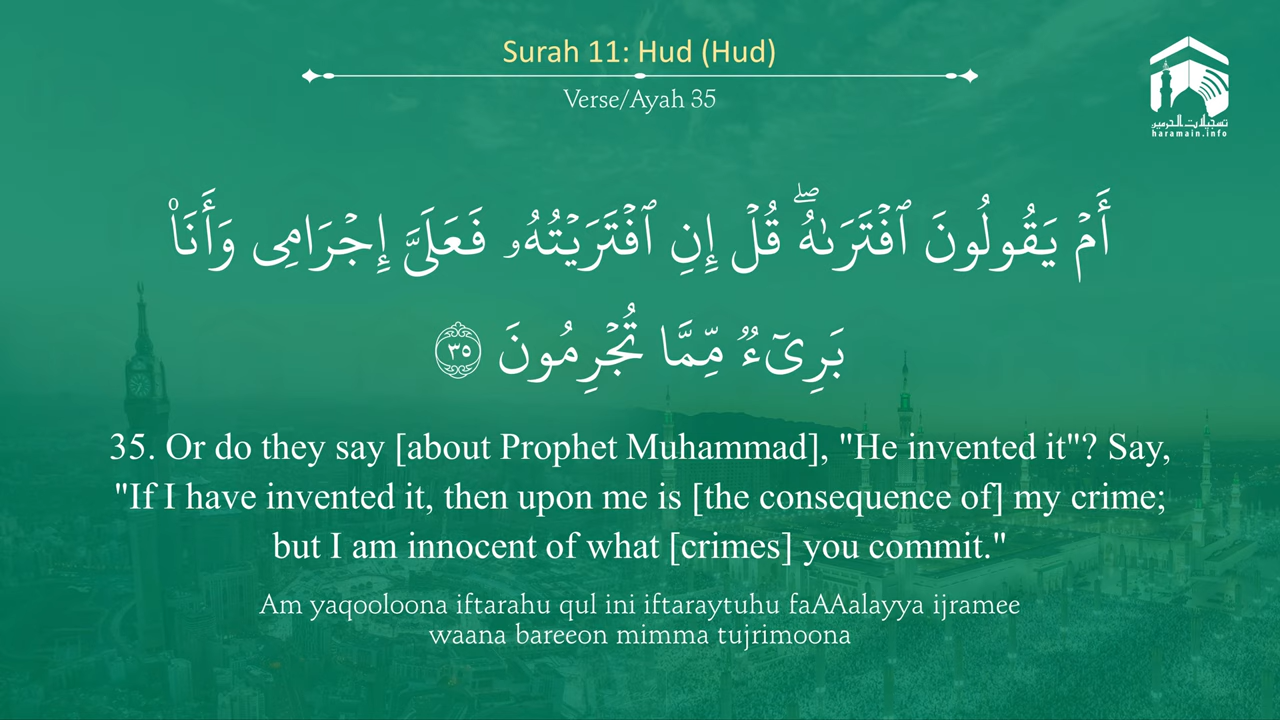 Surah 11: Hud (Hud)
Verse/Ayah 35
تسجيلات الحرمين
haramain.info
أَمۡ يَقُولُونَ ٱفۡتَرَىٰهُۖ قُلۡ إِنِ ٱفۡتَرَيۡتُهُۥ فَعَلَيَّ إِجۡرَامِي وَأَنَا۠
بَرِيٓءٞ مِّمَّا تُجۡرِمُونَ ٣٥
35. Or do they say [about Prophet Muhammad], "He invented it"? Say,
"If I have invented it, then upon me is [the consequence of] my crime;
but I am innocent of what [crimes] you commit."
Am yaqooloona iftarahu qul ini iftaraytuhu faAAalayya ijramee
waana bareeon mimma tujrimoona